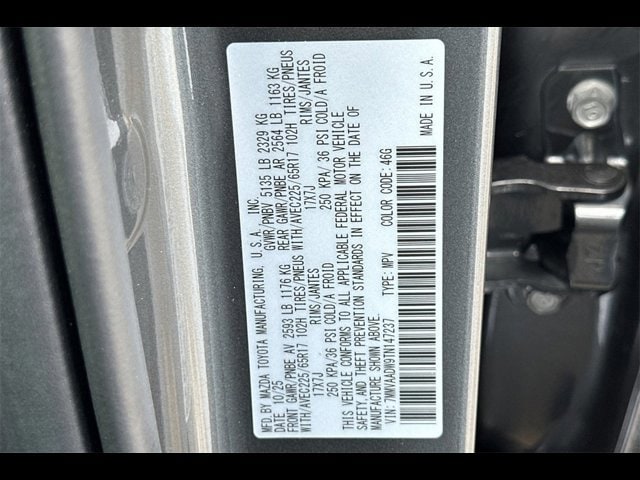 MFD.BY MAZDA TOYOTA MANUFACTURING, U.S.A. INC.
DATE 10/25 GVWR/PNBV 5135 LB 2329 KG
FRONT GAWR/PNBE AV 2593 LB 1176 KG REAR GAWR/PNBE AR 2564 LB 1163 KG
WITH/AVEC225/65R17 102H TIRES/PNEUS WITH/AVEC225/65R17 102H TIRES/PNEUS
17X7J RIMS/JANTES 17X7J RIMS/JANTES
250 KPA/36 PSI COLD/A FROID 250 KPA/ 36 PSI COLD/A FROID
THIS VEHICLE CONFORMS TO ALL APPLICABLE FEDERAL MOTOR VEHICLE
SAFETY,AND THEFT PREVENTION STANDARDS IN EFFECT ON THE DATE OF
MANUFACTURE SHOWN ABOVE.
VIN:7MMVAADW9TN147237 TYPE: MPV COLOR CODE:46G
MADE IN U.S.A.